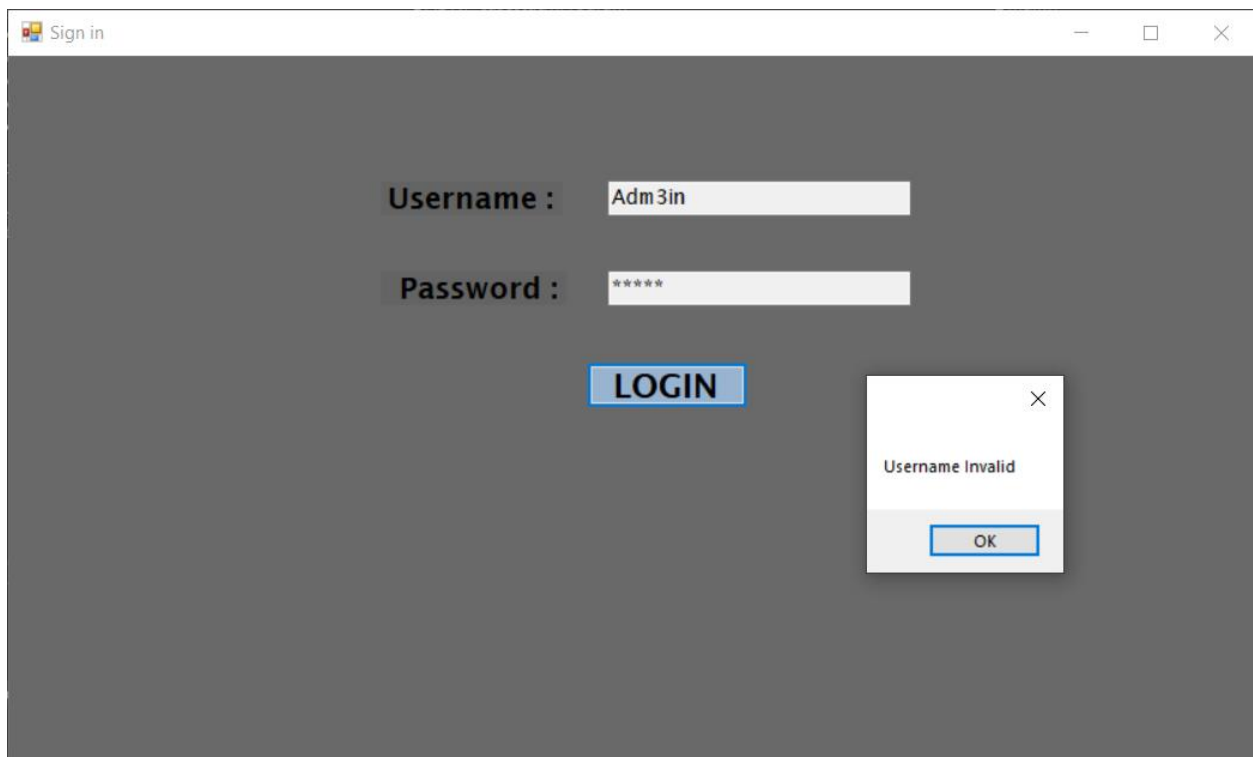 Sign in
Username : Adm3in
Password : *****
LOGIN
Username Invalid
OK